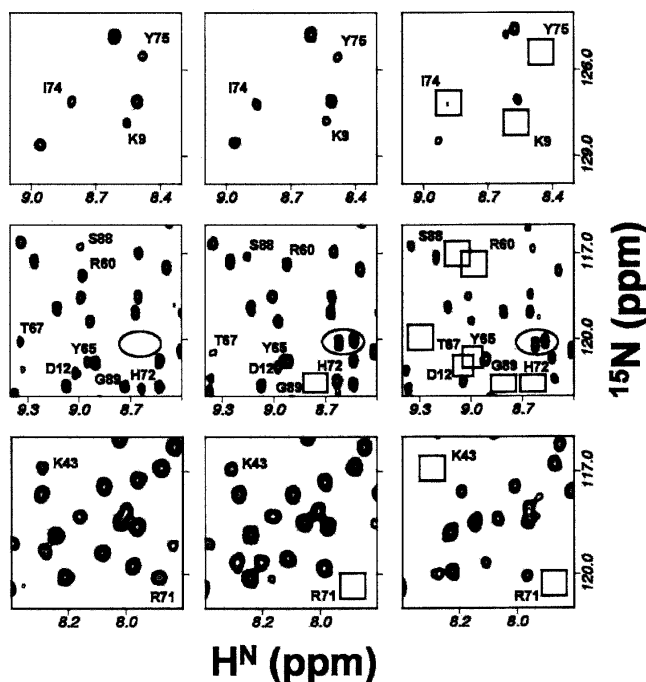 Y75 Y75 Y75
I74 I74 I74
K9 K9 K9
126.0
129.0
9.0 8.7 8.4 9.0 8.7 8.4 9.0 8.7 8.4
S88 S88 S88
R60 R60 R60
117.0
T67 Y65 T67 Y65 T67 Y65
120.0
D12 G89 H72 D12 G89 H72 D12 G89 H72
9.3 9.0 8.7 9.3 9.0 8.7 9.3 9.0 8.7
15N (ppm)
K43 K43 K43
117.0
R71 R71 R71
120.0
8.2 8.0 8.2 8.0 8.2 8.0
HN (ppm)